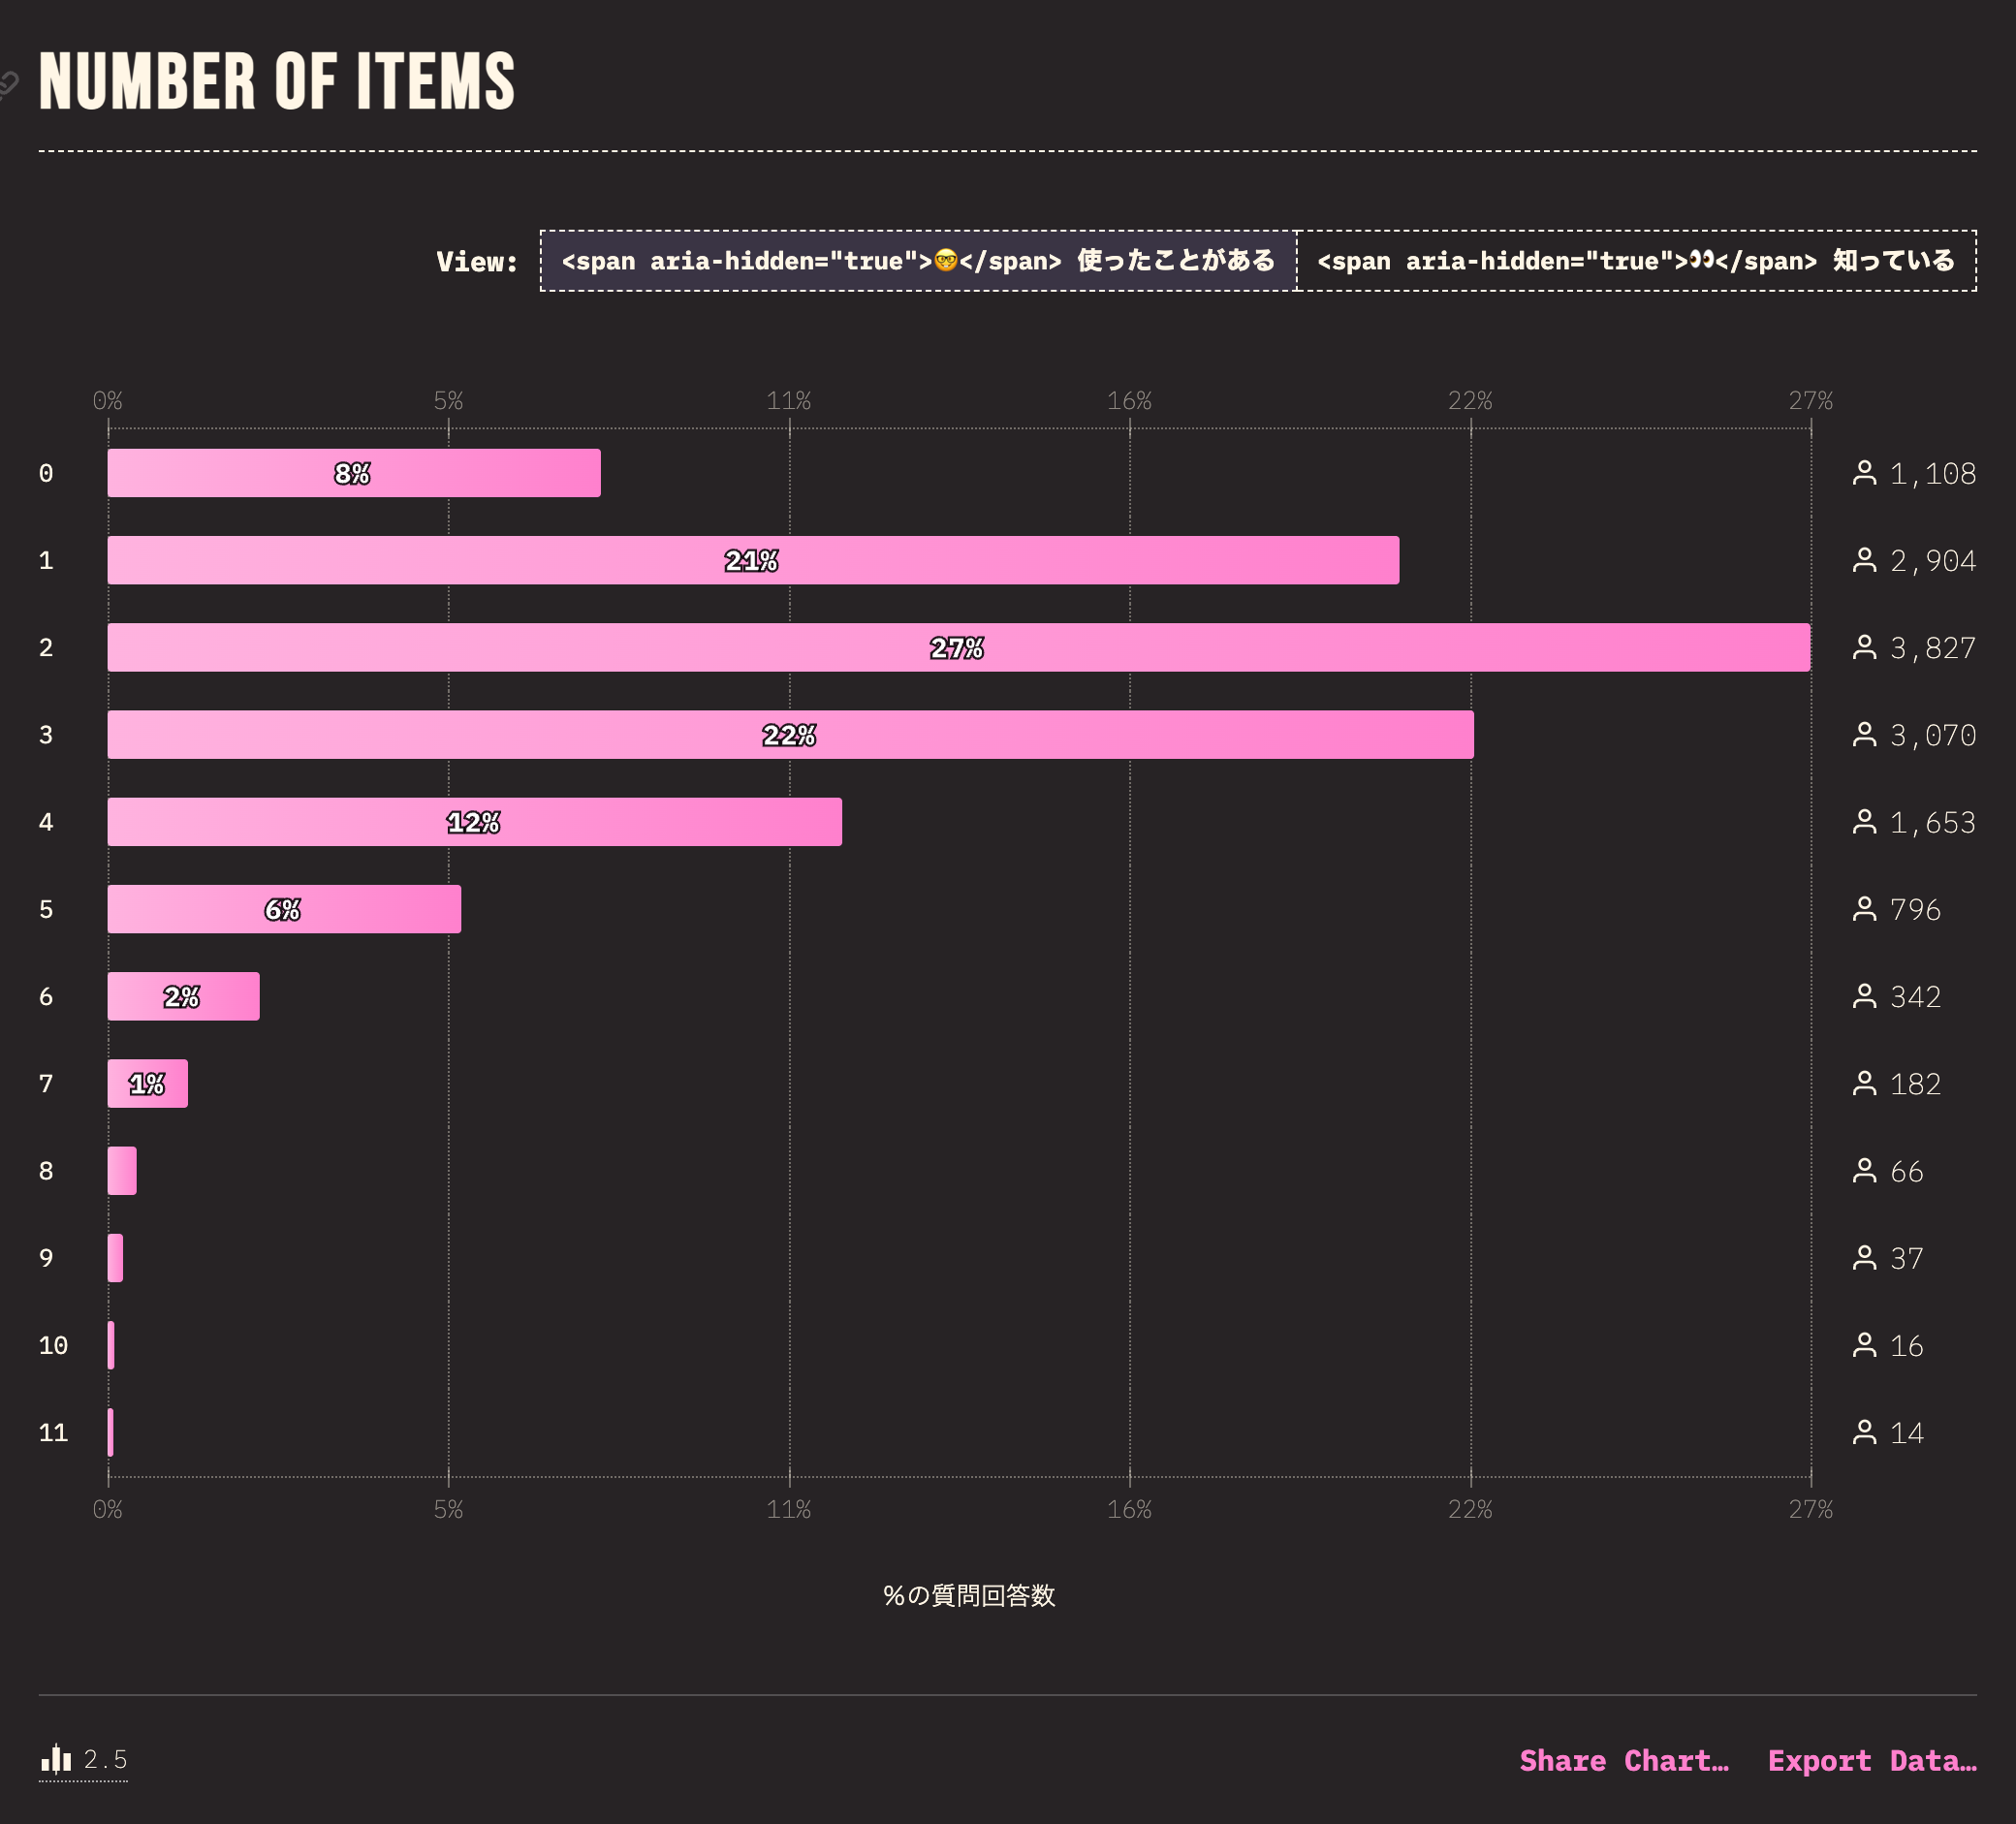 NUMBER OF ITEMS
View: <span aria-hidden="true">🤓</span> 使ったことがある <span aria-hidden="true">👀</span> 知っている
0% 5% 11% 16% 22% 27%
0 8% 1,108
1 21% 2,904
2 27% 3,827
3 22% 3,070
4 12% 1,653
5 6% 796
6 2% 342
7 1% 182
8 66
9 37
10 16
11 14
0% 5% 11% 16% 22% 27%
%の質問回答数
2.5 Share Chart… Export Data…